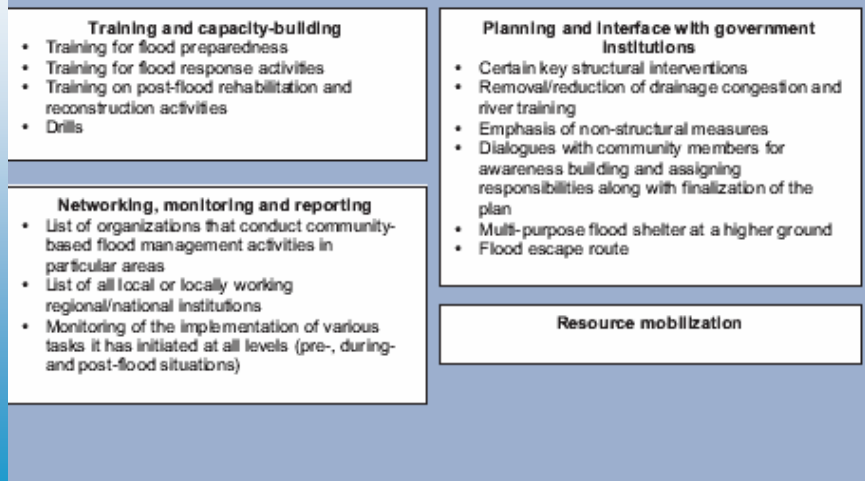 Training and capacity-building
• Training for flood preparedness
• Training for flood response activities
• Training on post-flood rehabilitation and
reconstruction activities
• Drills
Networking, monitoring and reporting
• List of organizations that conduct community-
based flood management activities in
particular areas
• List of all local or locally working
regional/national institutions
• Monitoring of the implementation of various
tasks it has initiated at all levels (pre-, during-
and post-flood situations)
Planning and Interface with government
Institutions
• Certain key structural interventions
• Removal/reduction of drainage congestion and
river training
• Emphasis of non-structural measures
• Dialogues with community members for
awareness building and assigning
responsibilities along with finalization of the
plan
• Multi-purpose flood shelter at a higher ground
• Flood escape route
Resource mobilization